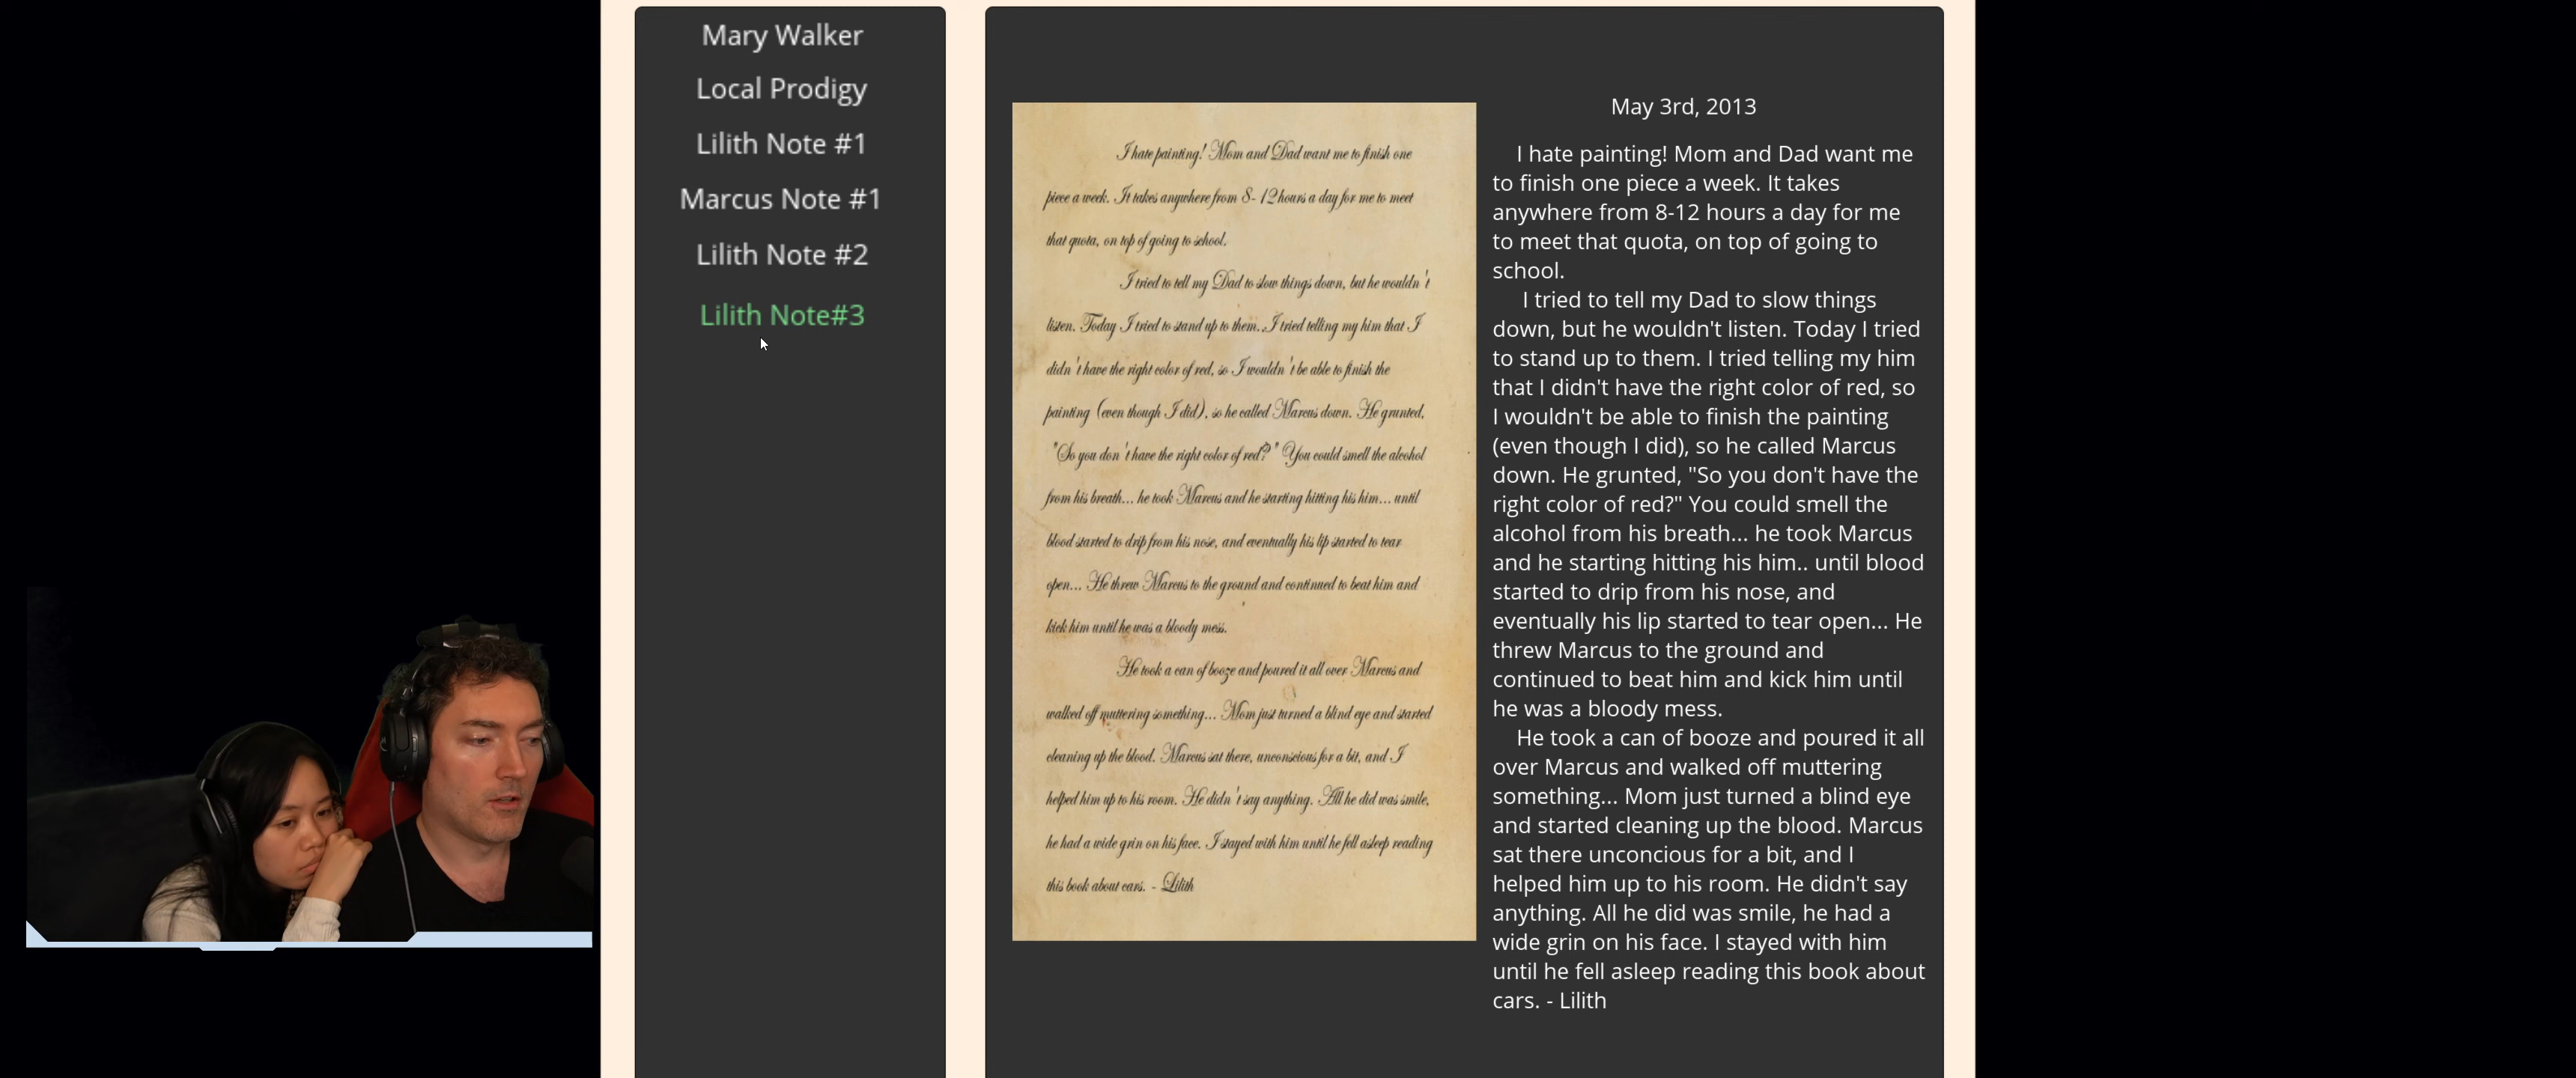 Mary Walker
Local Prodigy
Lilith Note #1
Marcus Note #1
Lilith Note #2
Lilith Note#3
I hate painting! Mom and Dad want me to finish one
piece a week. It takes anywhere from 8-12 hours a day for me to meet
that quota, on top of going to school.
I tried to tell my Dad to slow things down, but he wouldn't
listen. Today I tried to stand up to them. I tried telling my him that I
didn't have the right color of red, so I wouldn't be able to finish the
painting (even though I did), so he called Marcus down. He grunted,
"So you don't have the right color of red?" You could smell the alcohol
from his breath... he took Marcus and he starting hitting his him... until
blood started to drip from his nose, and eventually his lip started to tear
open... He threw Marcus to the ground and continued to beat him and
kick him until he was a bloody mess.
He took a can of booze and poured it all over Marcus and
walked off muttering something... Mom just turned a blind eye and started
cleaning up the blood. Marcus sat there, unconscious for a bit, and I
helped him up to his room. He didn't say anything. All he did was smile,
he had a wide grin on his face. I stayed with him until he fell asleep reading
this book about cars. - Lilith
May 3rd, 2013
I hate painting! Mom and Dad want me
to finish one piece a week. It takes
anywhere from 8-12 hours a day for me
to meet that quota, on top of going to
school.
I tried to tell my Dad to slow things
down, but he wouldn't listen. Today I tried
to stand up to them. I tried telling my him
that I didn't have the right color of red, so
I wouldn't be able to finish the painting
(even though I did), so he called Marcus
down. He grunted, "So you don't have the
right color of red?" You could smell the
alcohol from his breath... he took Marcus
and he starting hitting his him.. until blood
started to drip from his nose, and
eventually his lip started to tear open... He
threw Marcus to the ground and
continued to beat him and kick him until
he was a bloody mess.
He took a can of booze and poured it all
over Marcus and walked off muttering
something... Mom just turned a blind eye
and started cleaning up the blood. Marcus
sat there unconcious for a bit, and I
helped him up to his room. He didn't say
anything. All he did was smile, he had a
wide grin on his face. I stayed with him
until he fell asleep reading this book about
cars. - Lilith